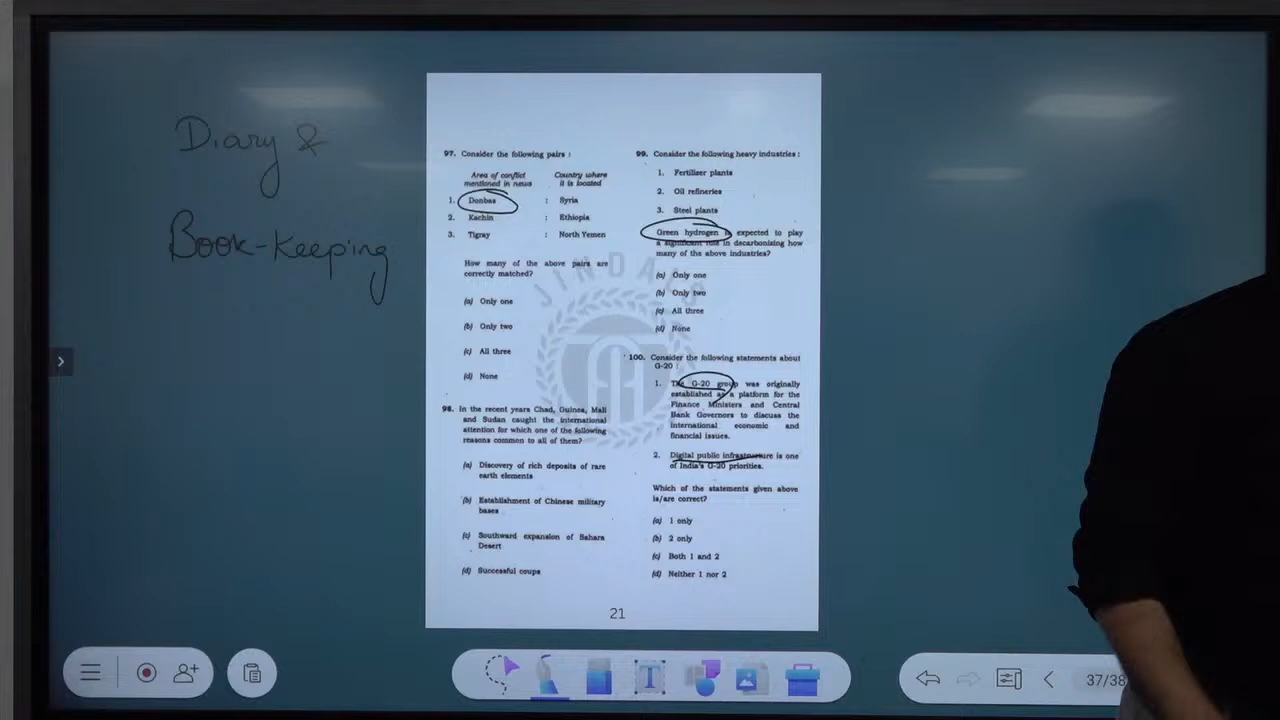 Diary &
Book-Keeping
97. Consider the following pairs :
Area of conflict mentioned in news
Country where it is located
1. Donbas : Syria
2. Kachin : Ethiopia
3. Tigray : North Yemen
How many of the above pairs are
correctly matched?
(a) Only one
(b) Only two
(c) All three
(d) None
98. In the recent years Chad, Guinea, Mali
and Sudan caught the international
attention for which one of the following
reasons common to all of them?
(a) Discovery of rich deposits of rare
earth elements
(b) Establishment of Chinese military
bases
(c) Southward expansion of Sahara
Desert
(d) Successful coups
99. Consider the following heavy industries :
1. Fertilizer plants
2. Oil refineries
3. Steel plants
Green hydrogen is expected to play
a significant role in decarbonizing how
many of the above industries?
(a) Only one
(b) Only two
(c) All three
(d) None
100. Consider the following statements about
G-20 :
1. The G-20 group was originally
established as a platform for the
Finance Ministers and Central
Bank Governors to discuss the
international economic and
financial issues.
2. Digital public infrastructure is one
of India's G-20 priorities.
Which of the statements given above
is/are correct?
(a) 1 only
(b) 2 only
(c) Both 1 and 2
(d) Neither 1 nor 2
21
T
37/38